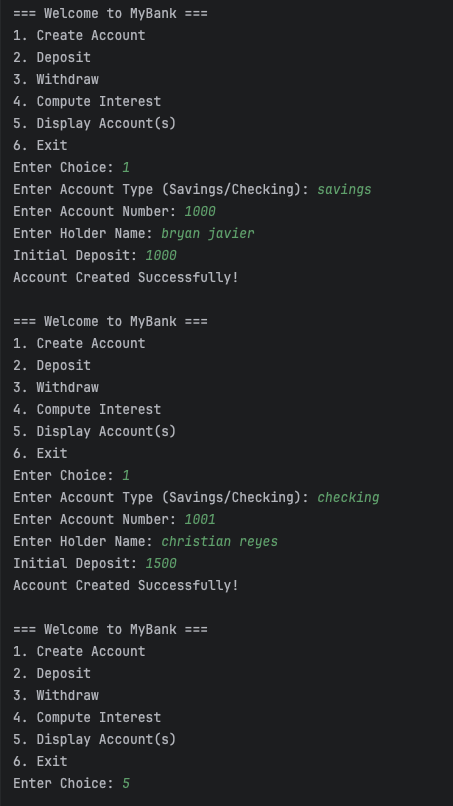 === Welcome to MyBank ===
1. Create Account
2. Deposit
3. Withdraw
4. Compute Interest
5. Display Account(s)
6. Exit
Enter Choice: 1
Enter Account Type (Savings/Checking): savings
Enter Account Number: 1000
Enter Holder Name: bryan javier
Initial Deposit: 1000
Account Created Successfully!

=== Welcome to MyBank ===
1. Create Account
2. Deposit
3. Withdraw
4. Compute Interest
5. Display Account(s)
6. Exit
Enter Choice: 1
Enter Account Type (Savings/Checking): checking
Enter Account Number: 1001
Enter Holder Name: christian reyes
Initial Deposit: 1500
Account Created Successfully!

=== Welcome to MyBank ===
1. Create Account
2. Deposit
3. Withdraw
4. Compute Interest
5. Display Account(s)
6. Exit
Enter Choice: 5